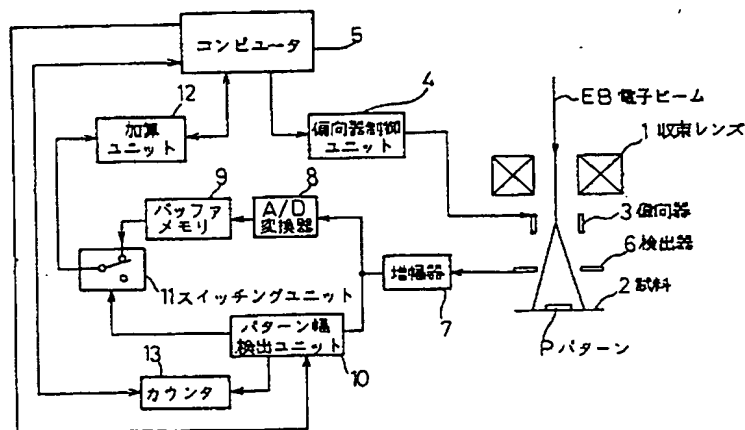 コンピュータ
5
12
加算
ユニット
4
偏向器制御
ユニット
EB電子ビーム
1収束レンズ
9
バッファ
メモリ
8
A/D
変換器
3偏向器
6検出器
増幅器
7
2試料
11スイッチングユニット
パターン幅
検出ユニット
10
Pパターン
13
カウンタ